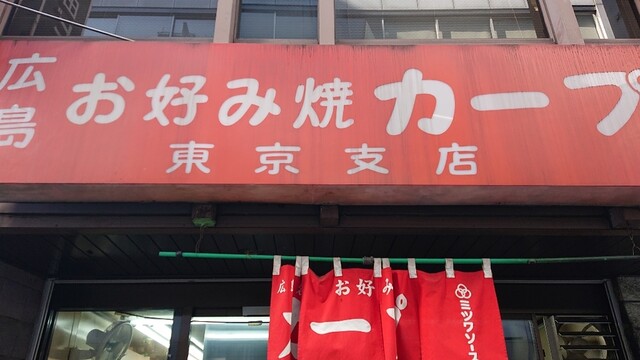 広島
お好み焼 カープ
東京支店
広
お好み
カープ
ミツワソース